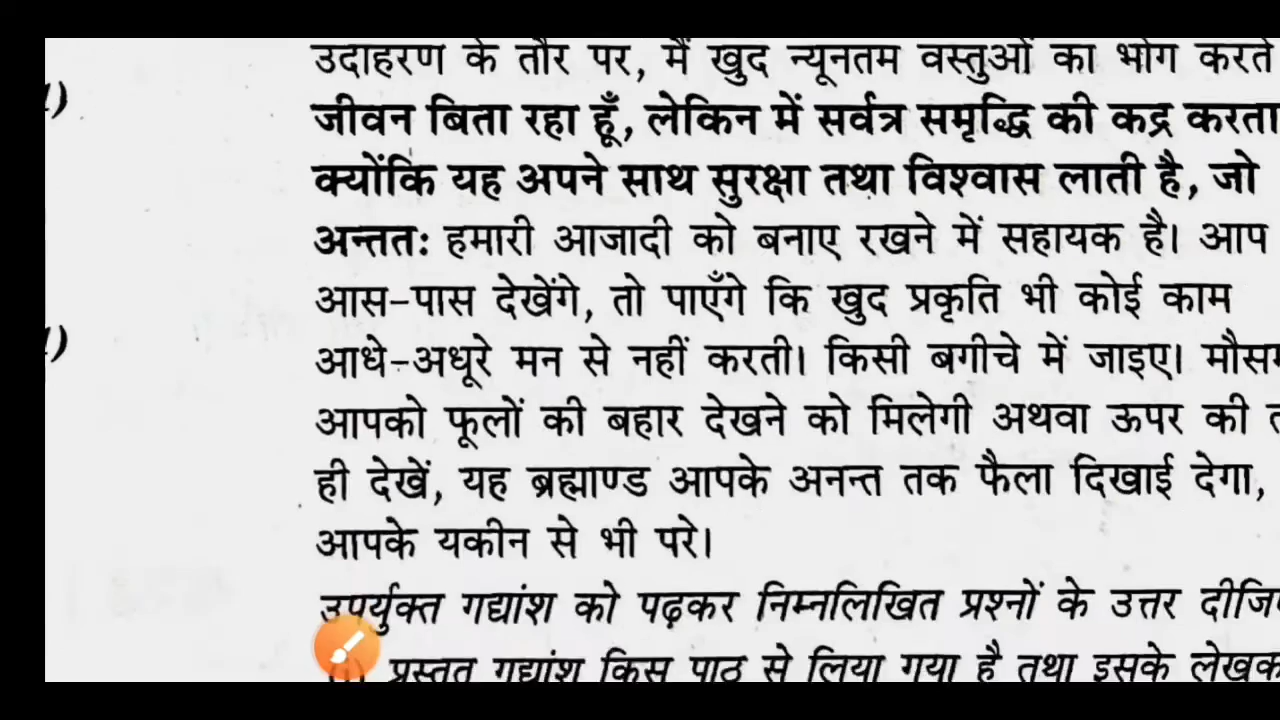 उदाहरण के तौर पर, मैं खुद न्यूनतम वस्तुओं का भोग करते
जीवन बिता रहा हूँ, लेकिन में सर्वत्र समृद्धि की कद्र करता
क्योंकि यह अपने साथ सुरक्षा तथा विश्वास लाती है, जो
अन्ततः हमारी आजादी को बनाए रखने में सहायक है। आप
आस-पास देखेंगे, तो पाएँगे कि खुद प्रकृति भी कोई काम
आधे-अधूरे मन से नहीं करती। किसी बगीचे में जाइए।
आपको फूलों की बहार देखने को मिलेगी अथवा ऊपर की
ही देखें, यह ब्रह्माण्ड आपके अनन्त तक फैला दिखाई देगा,
आपके यकीन से भी परे।
उपर्युक्त गद्यांश को पढ़कर निम्नलिखित प्रश्नों के उत्तर
प्रस्तुत गद्यांश किस पाठ से लिया गया है तथा इसके लेखक